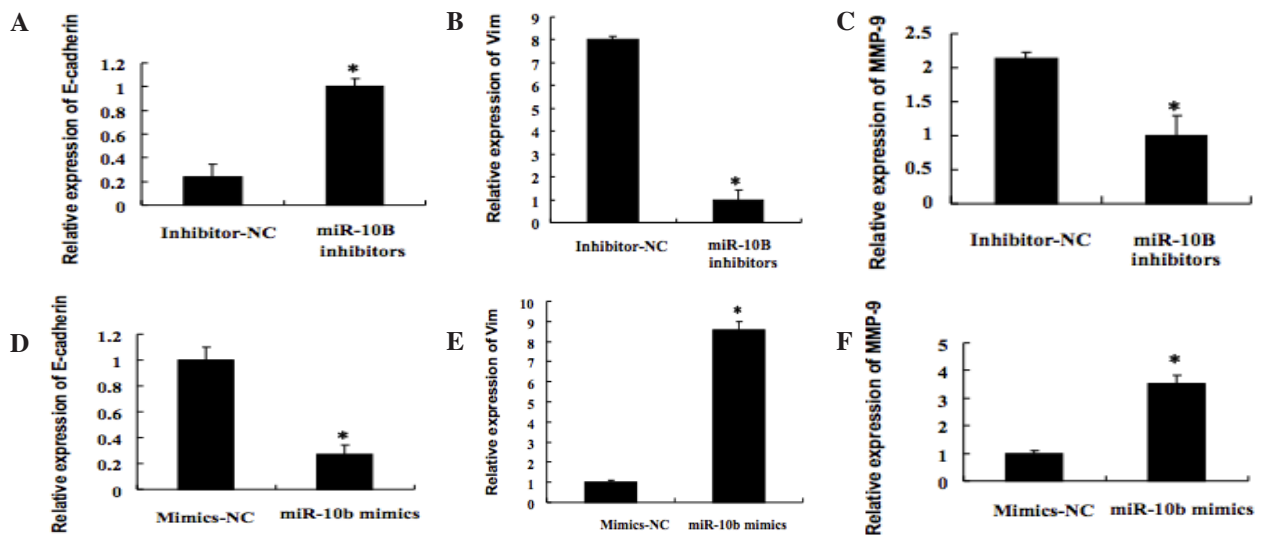 A
Relative expression of E-cadherin
1.2
1
0.8
0.6
0.4
0.2
0
*
Inhibitor-NC
miR-10B
inhibitors
B
Relative expression of Vim
9
8
7
6
5
4
3
2
1
0
*
Inhibitor-NC
miR-10B
inhibitors
C
Relative expression of MMP-9
2.5
2
1.5
1
0.5
0
*
Inhibitor-NC
miR-10B
inhibitors
D
Relative expression of E-cadherin
1.2
1
0.8
0.6
0.4
0.2
0
*
Mimics-NC
miR-10b mimics
E
Relative expression of Vim
10
9
8
7
6
5
4
3
2
1
0
*
Mimics-NC
miR-10b mimics
F
Relative expression of MMP-9
5
4
3
2
1
0
*
Mimics-NC
miR-10b mimics